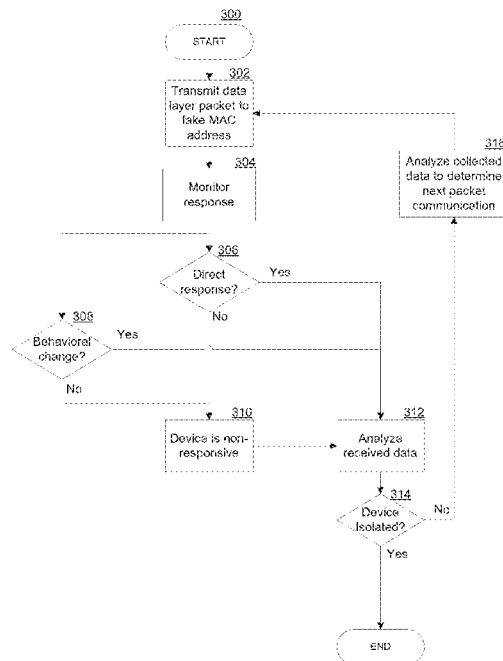 300
START
302
Transmit data
layer packet to
fake MAC
address
304
Monitor
response
306
Direct
response?
Yes
No
308
Behavioral
change?
Yes
No
310
Device is non-
responsive
312
Analyze
received data
314
Device
Isolated?
No
Yes
316
Analyze collected
data to determine
next packet
communication
END